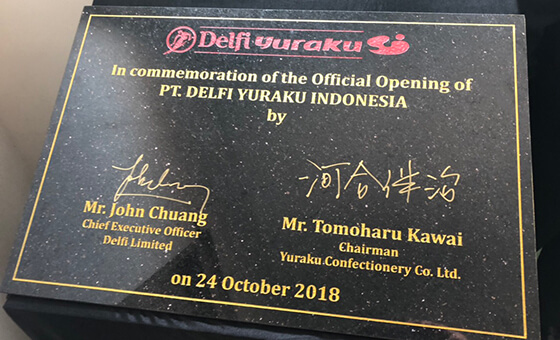 Delfi yuraku
In commemoration of the Official Opening of
PT. DELFI YURAKU INDONESIA
by
河合伴治
Mr. John Chuang
Chief Executive Officer
Delfi Limited
Mr. Tomoharu Kawai
Chairman
Yuraku Confectionery Co. Ltd.
on 24 October 2018